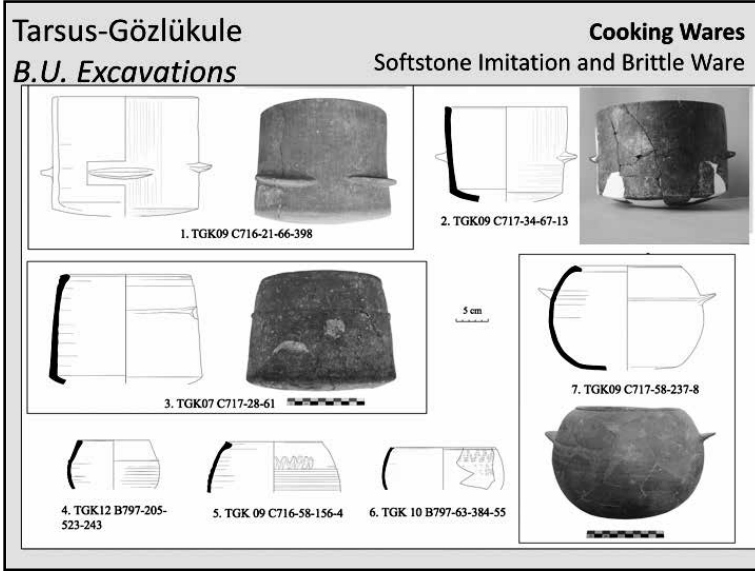 Tarsus-Gözlükule
B.U. Excavations
Cooking Wares
Softstone Imitation and Brittle Ware
1. TGK09 C716-21-66-398
2. TGK09 C717-34-67-13
3. TGK07 C717-28-61
5 cm
7. TGK09 C717-58-237-8
4. TGK12 B797-205-
523-243
5. TGK 09 C716-58-156-4
6. TGK 10 B797-63-384-55